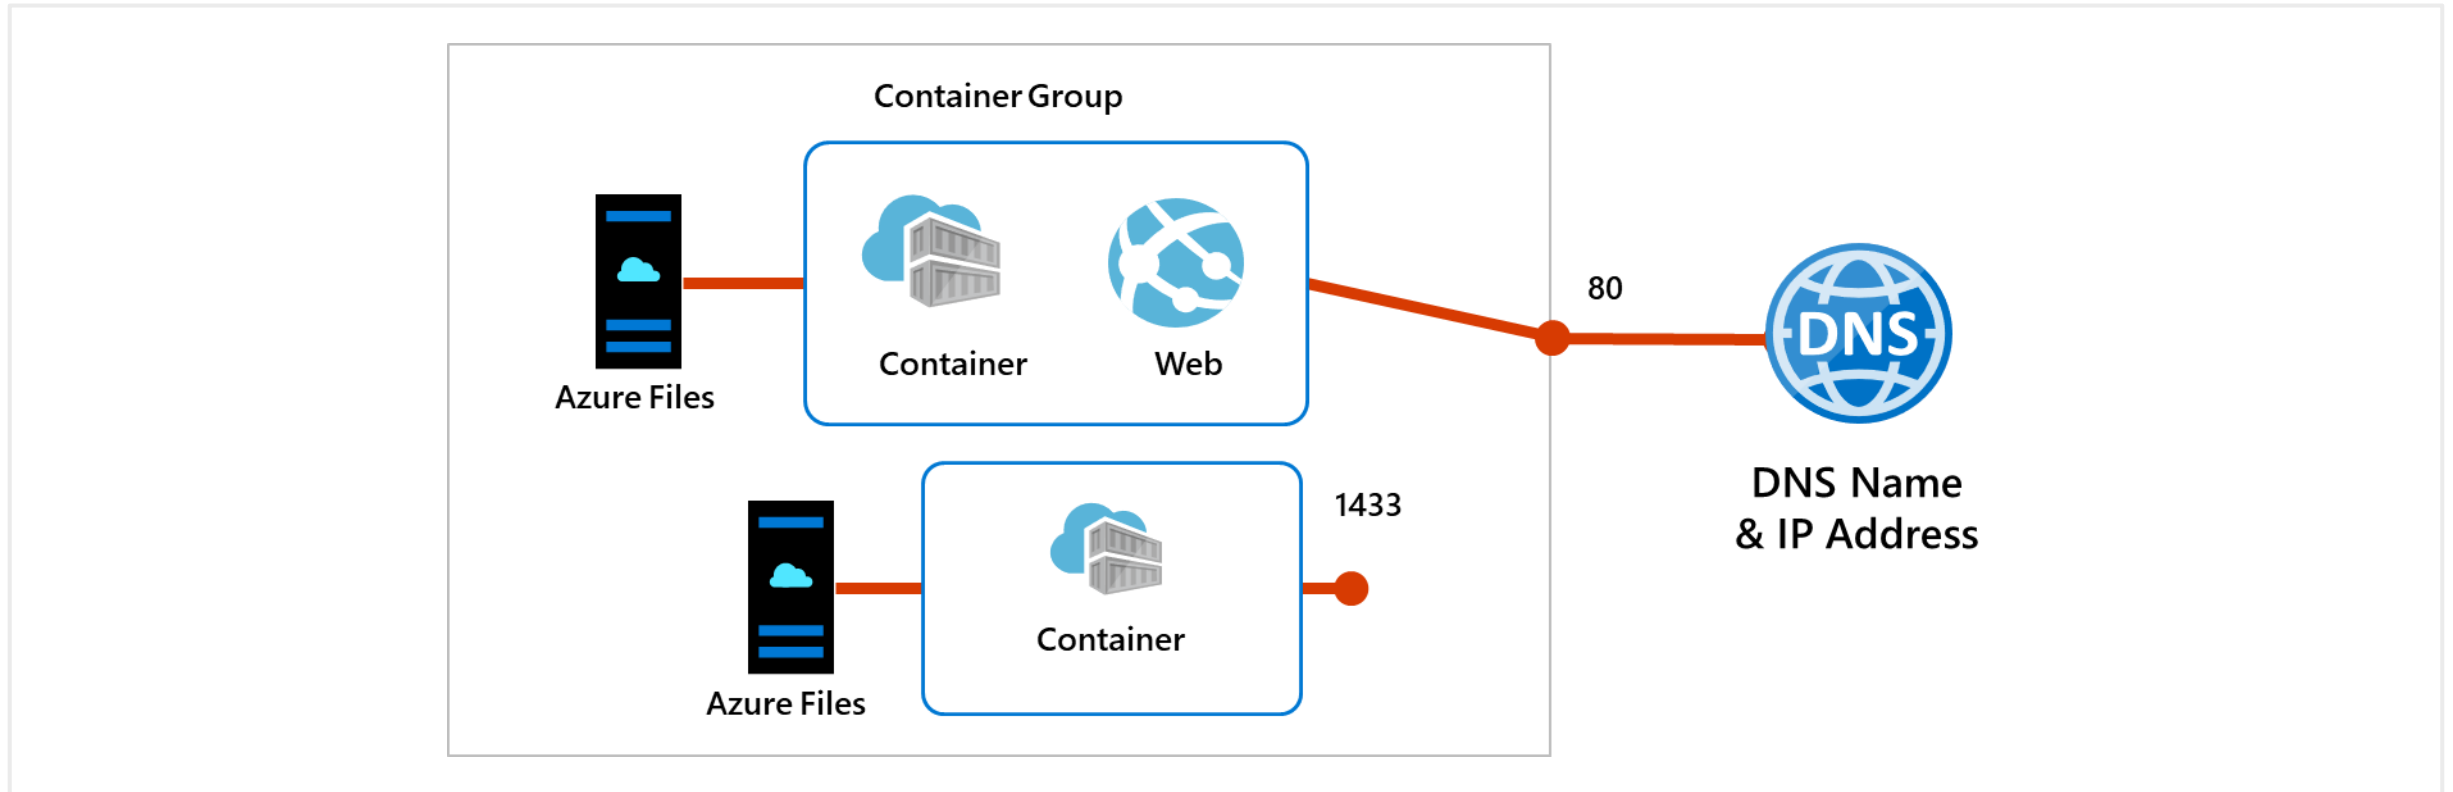 Container Group
Container
Web
Azure Files
80
DNS
DNS Name
& IP Address
1433
Container
Azure Files